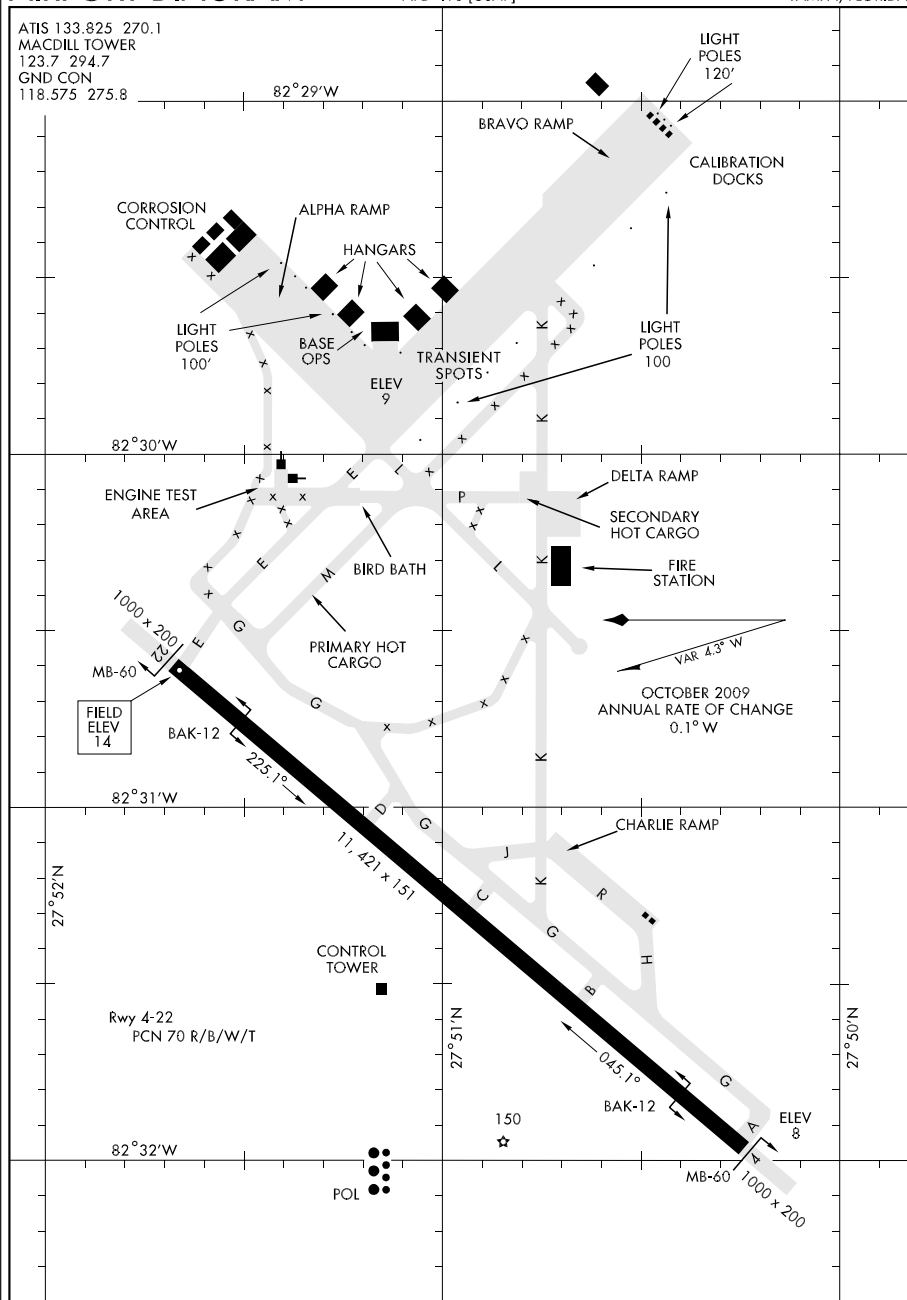 ATIS 133.825 270.1
MACDILL TOWER
123.7 294.7
GND CON
118.575 275.8
82°29'W
LIGHT
POLES
120'
BRAVO RAMP
CALIBRATION
DOCKS
CORROSION
CONTROL
ALPHA RAMP
HANGARS
LIGHT
POLES
100'
BASE
OPS
ELEV
9
TRANSIENT
SPOTS
LIGHT
POLES
100
K
K
82°30'W
E
L
P
DELTA RAMP
ENGINE TEST
AREA
SECONDARY
HOT CARGO
BIRD BATH
E
M
L
K
FIRE
STATION
1000 x 200
22
E
G
PRIMARY HOT
CARGO
MB-60
VAR 4.3° W
FIELD
ELEV
14
G
OCTOBER 2009
ANNUAL RATE OF CHANGE
0.1° W
BAK-12
225.1°
K
82°31'W
D
G
CHARLIE RAMP
11, 421 x 151
J
27°52'N
C
K
R
G
H
CONTROL
TOWER
B
Rwy 4-22
PCN 70 R/B/W/T
27°51'N
27°50'N
045.1°
G
BAK-12
A
ELEV
8
150
82°32'W
4
MB-60
1000 x 200
POL